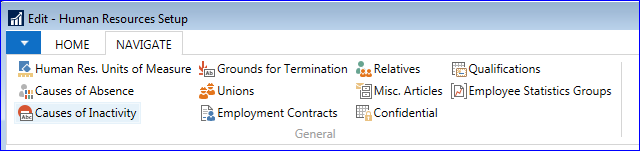 Edit - Human Resources Setup
HOME NAVIGATE
Human Res. Units of Measure Grounds for Termination Relatives Qualifications
Causes of Absence Unions Misc. Articles Employee Statistics Groups
Causes of Inactivity Employment Contracts Confidential
General